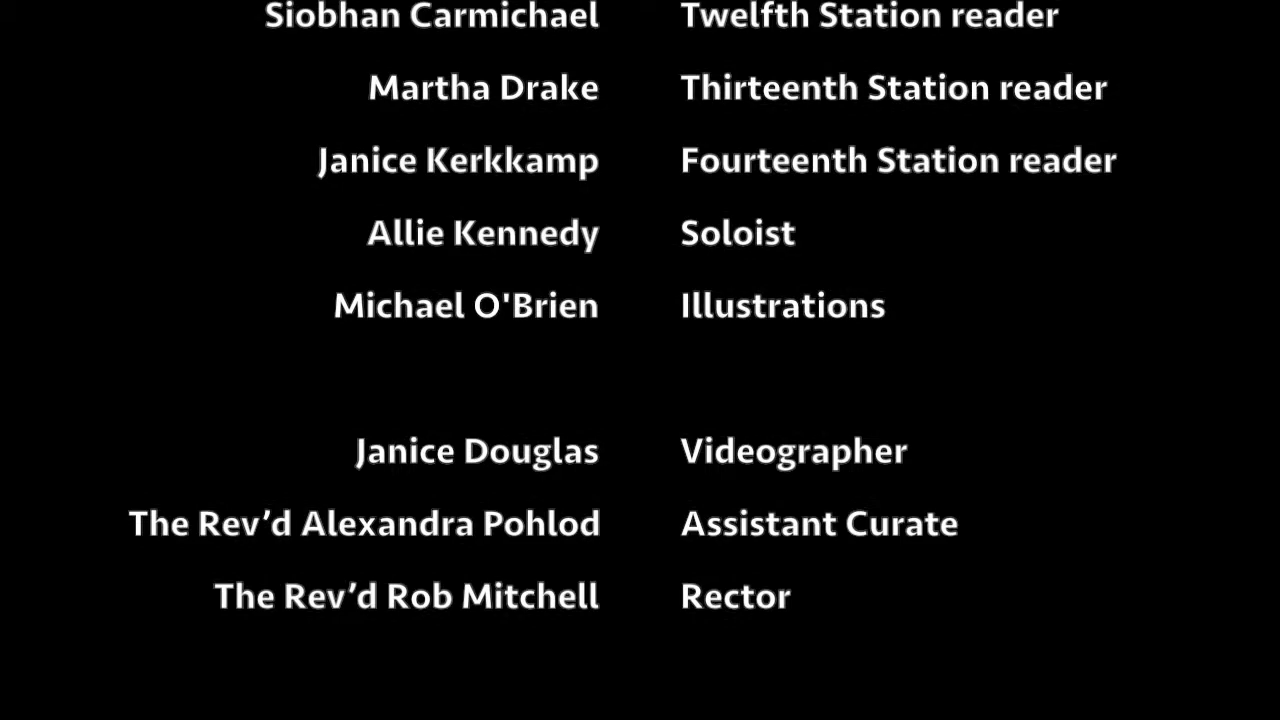 Siobhan Carmichael Twelfth Station reader
Martha Drake Thirteenth Station reader
Janice Kerkkamp Fourteenth Station reader
Allie Kennedy Soloist
Michael O'Brien Illustrations
Janice Douglas Videographer
The Rev’d Alexandra Pohlod Assistant Curate
The Rev’d Rob Mitchell Rector